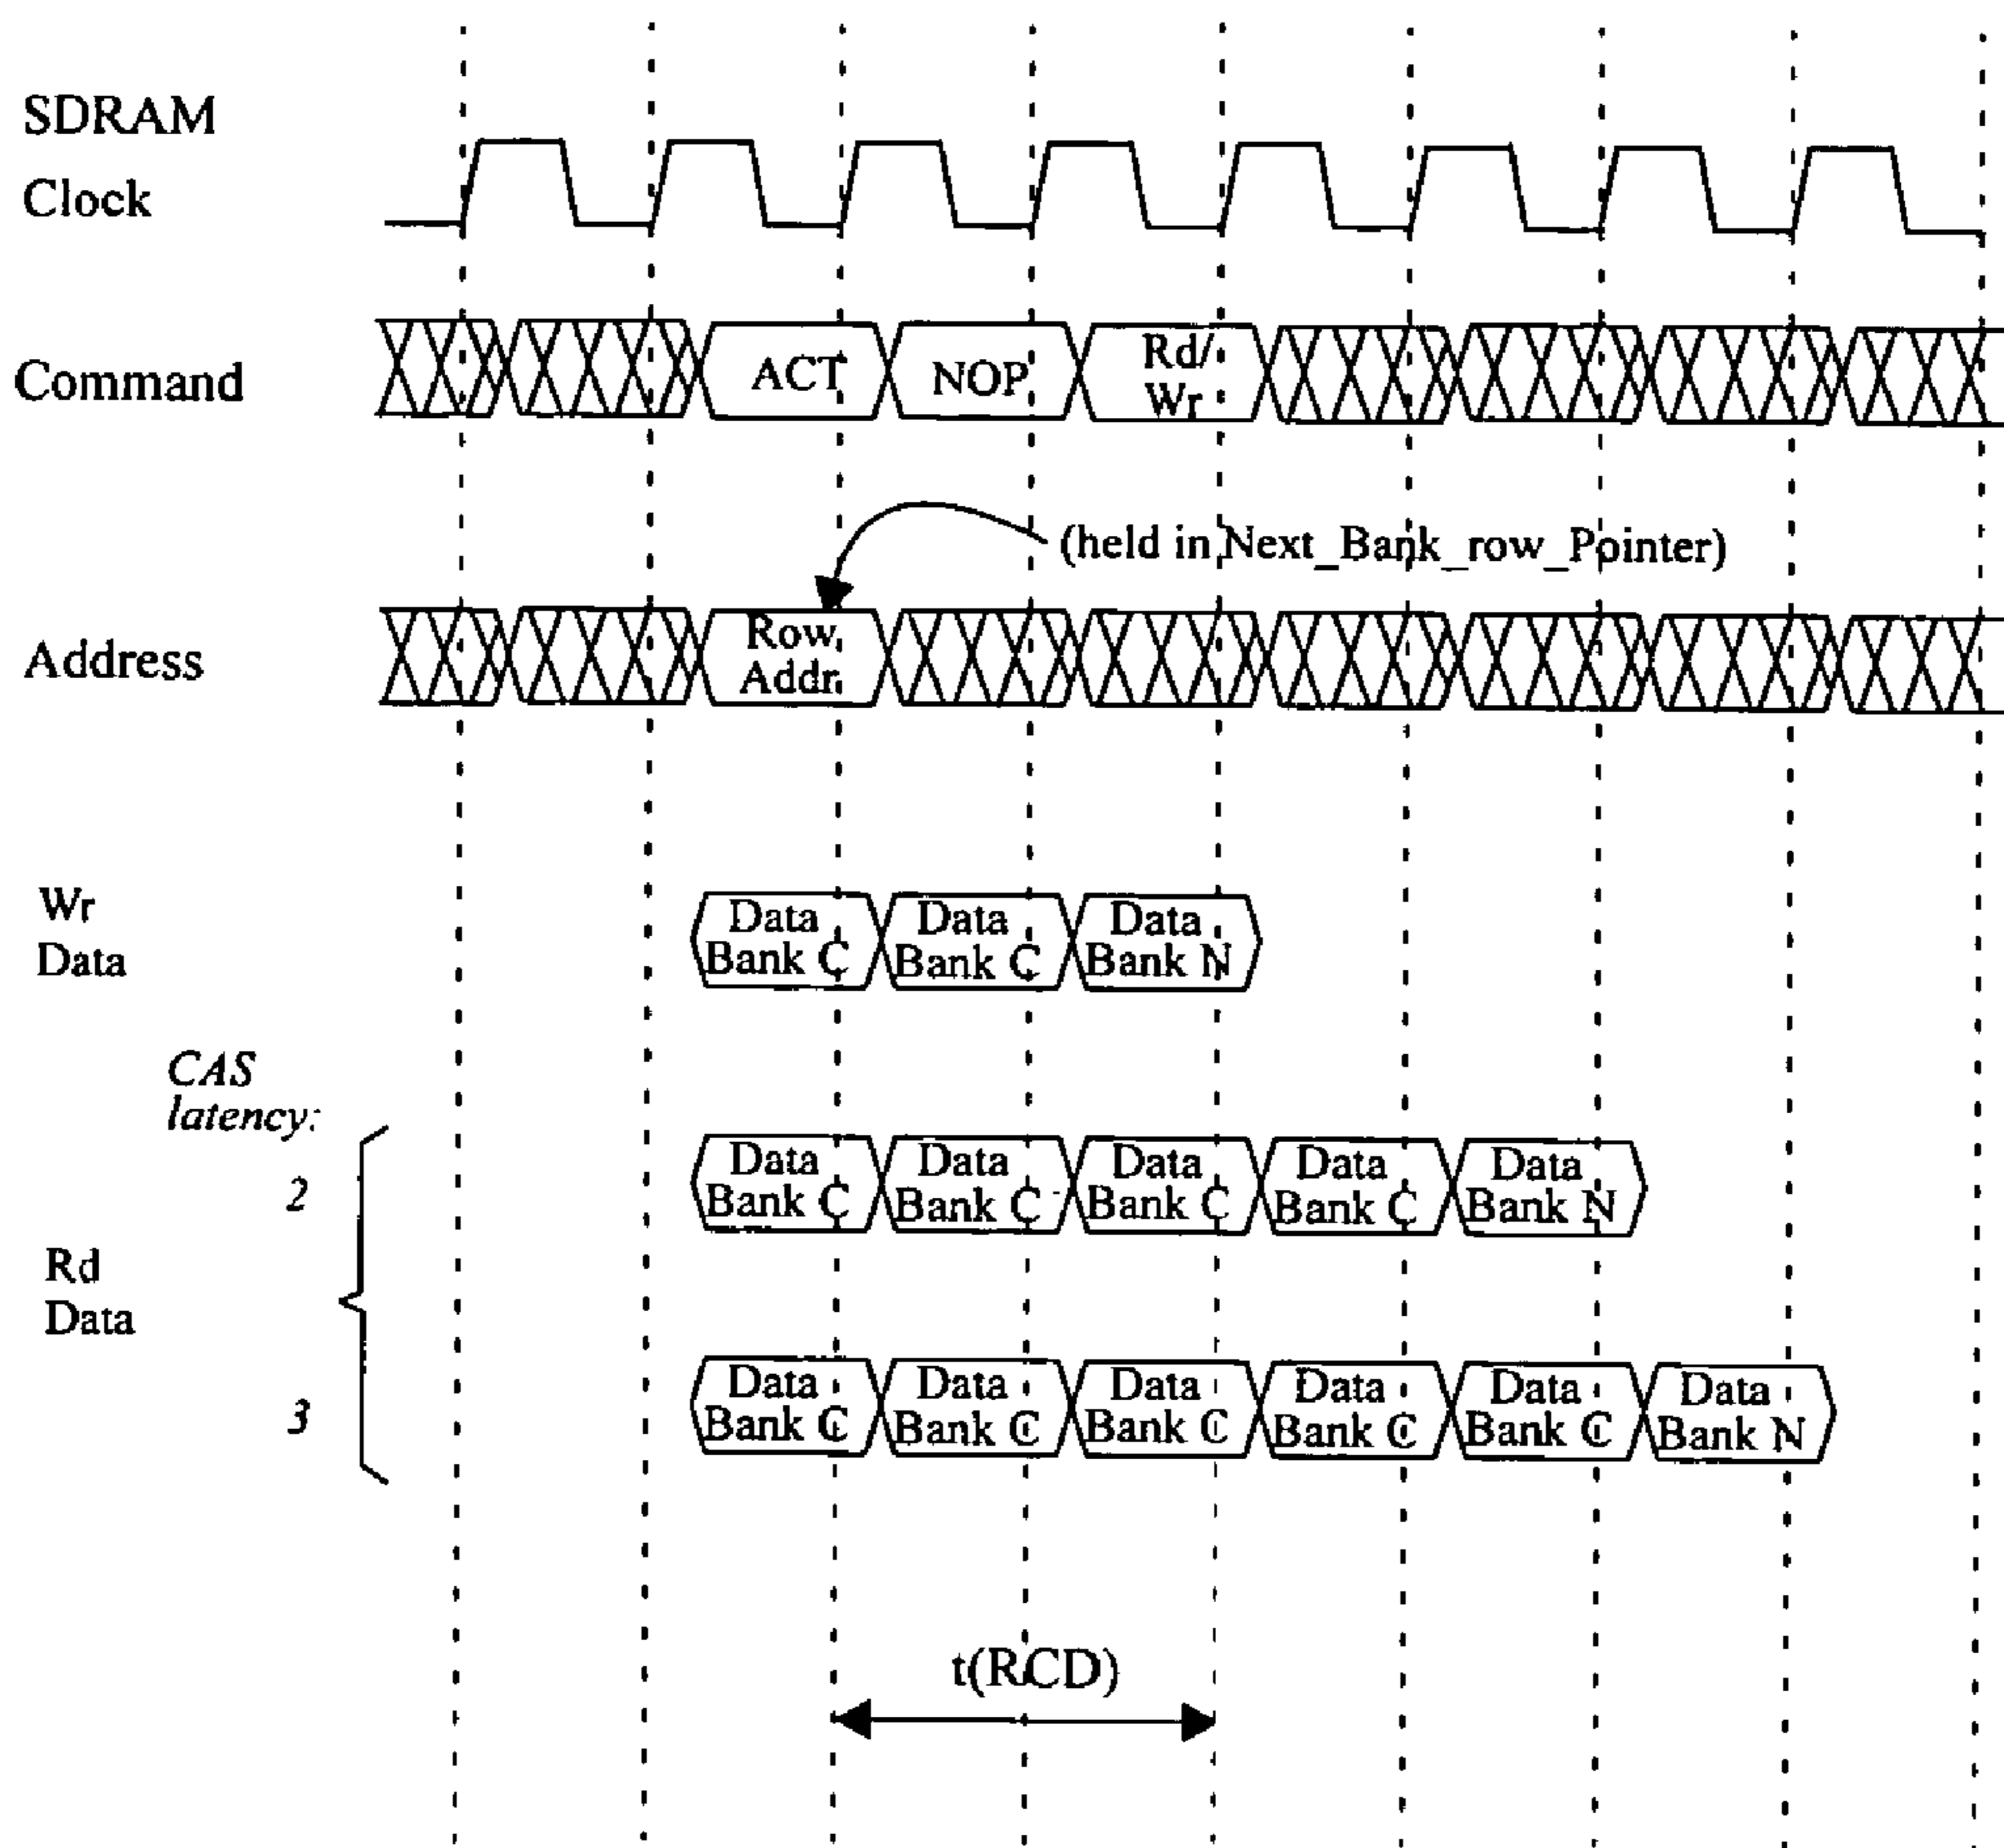 SDRAM
Clock
Command
ACT
NOP
Rd/
Wr
(held in Next_Bank_row_Pointer)
Address
Row
Addr.
Wr
Data
Data
Bank C
Data
Bank C
Data
Bank N
CAS
latency:
2
Data
Bank C
Data
Bank C
Data
Bank C
Data
Bank C
Data
Bank N
Rd
Data
3
Data
Bank C
Data
Bank C
Data
Bank C
Data
Bank C
Data
Bank C
Data
Bank N
t(RCD)